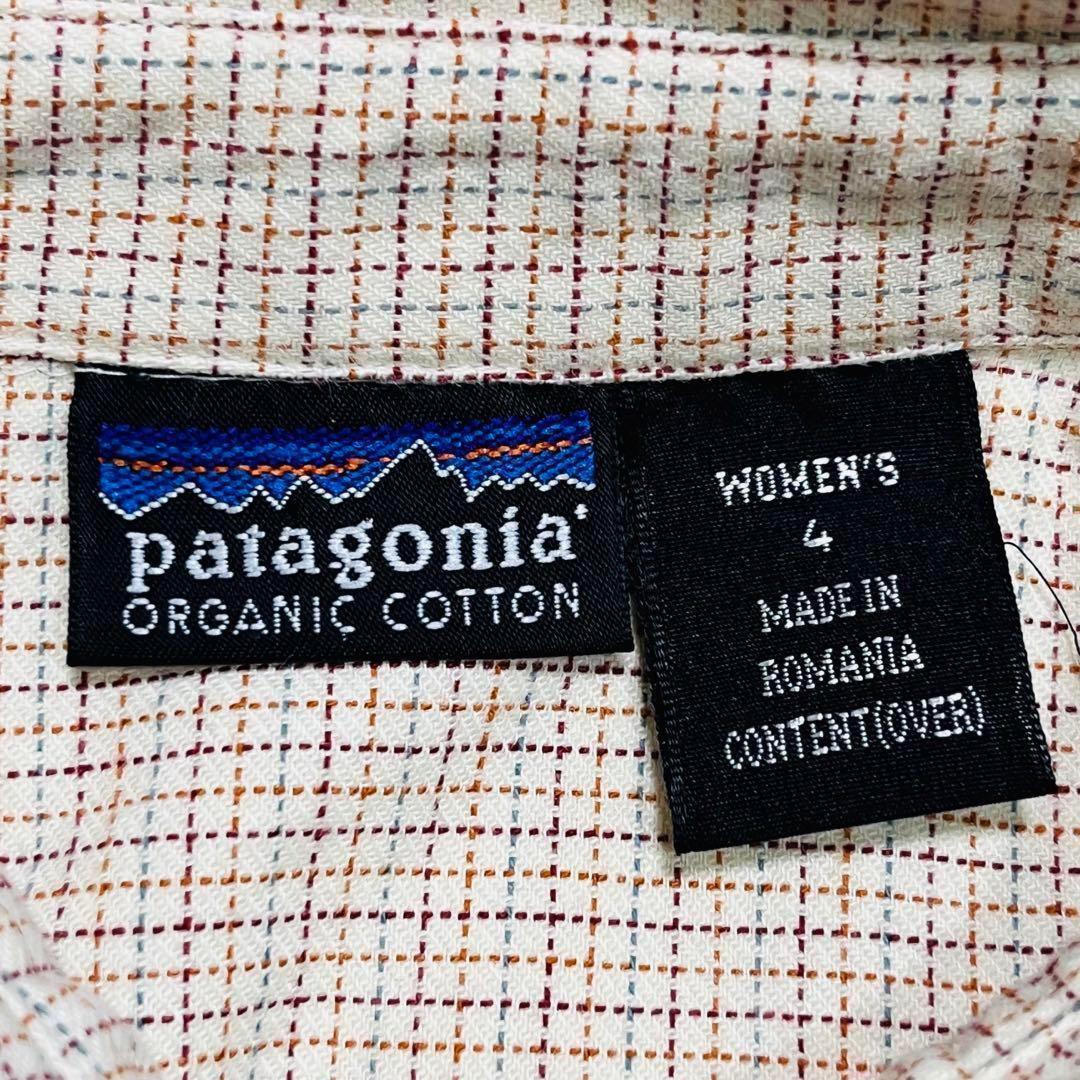 patagonia
ORGANIC COTTON
WOMEN'S
4
MADE IN
ROMANIA
CONTENT(OVER)